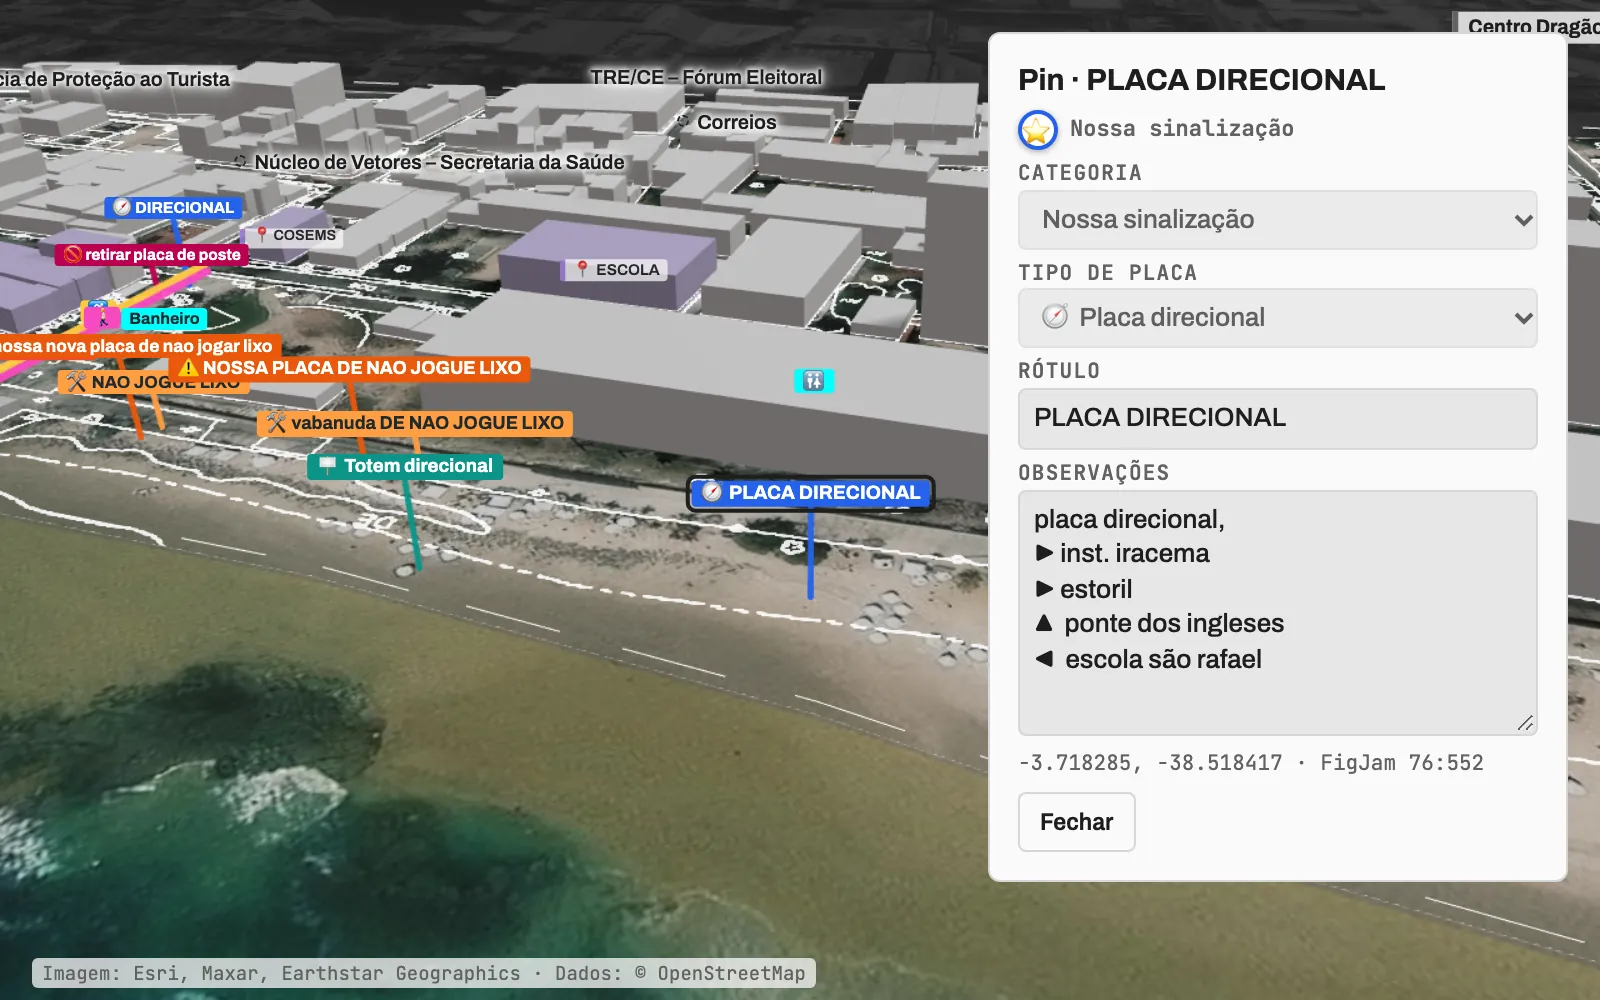 Centro Dragão
cia de Proteção ao Turista
TRE/CE – Fórum Eleitoral
Correios
Núcleo de Vetores – Secretaria da Saúde
DIRECIONAL
COSEMS
retirar placa de poste
ESCOLA
Banheiro
nossa nova placa de nao jogar lixo
NOSSA PLACA DE NAO JOGUE LIXO
NAO JOGUE LIXO
vabanuda DE NAO JOGUE LIXO
Totem direcional
PLACA DIRECIONAL
DE
Pin · PLACA DIRECIONAL
Nossa sinalização
CATEGORIA
Nossa sinalização
TIPO DE PLACA
Placa direcional
RÓTULO
PLACA DIRECIONAL
OBSERVAÇÕES
placa direcional,
▶ inst. iracema
▶ estoril
▲ ponte dos ingleses
◀ escola são rafael
-3.718285, -38.518417 · FigJam 76:552
Fechar
Imagem: Esri, Maxar, Earthstar Geographics · Dados: © OpenStreetMap